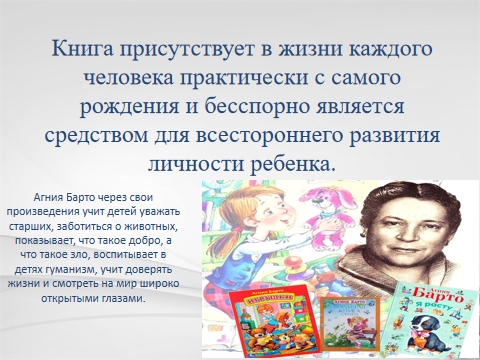 Книга присутствует в жизни каждого
человека практически с самого
рождения и бесспорно является
средством для всестороннего развития
личности ребенка.
Агния Барто через свои
произведения учит детей уважать
старших, заботиться о животных,
показывает, что такое добро, а
что такое зло, воспитывает в
детях гуманизм, учит доверять
жизни и смотреть на мир широко
открытыми глазами.
Агния Барто
ИГРУШКИ
АГНИЯ БАРТО
Агния
БАРТО
Я РАСТУ